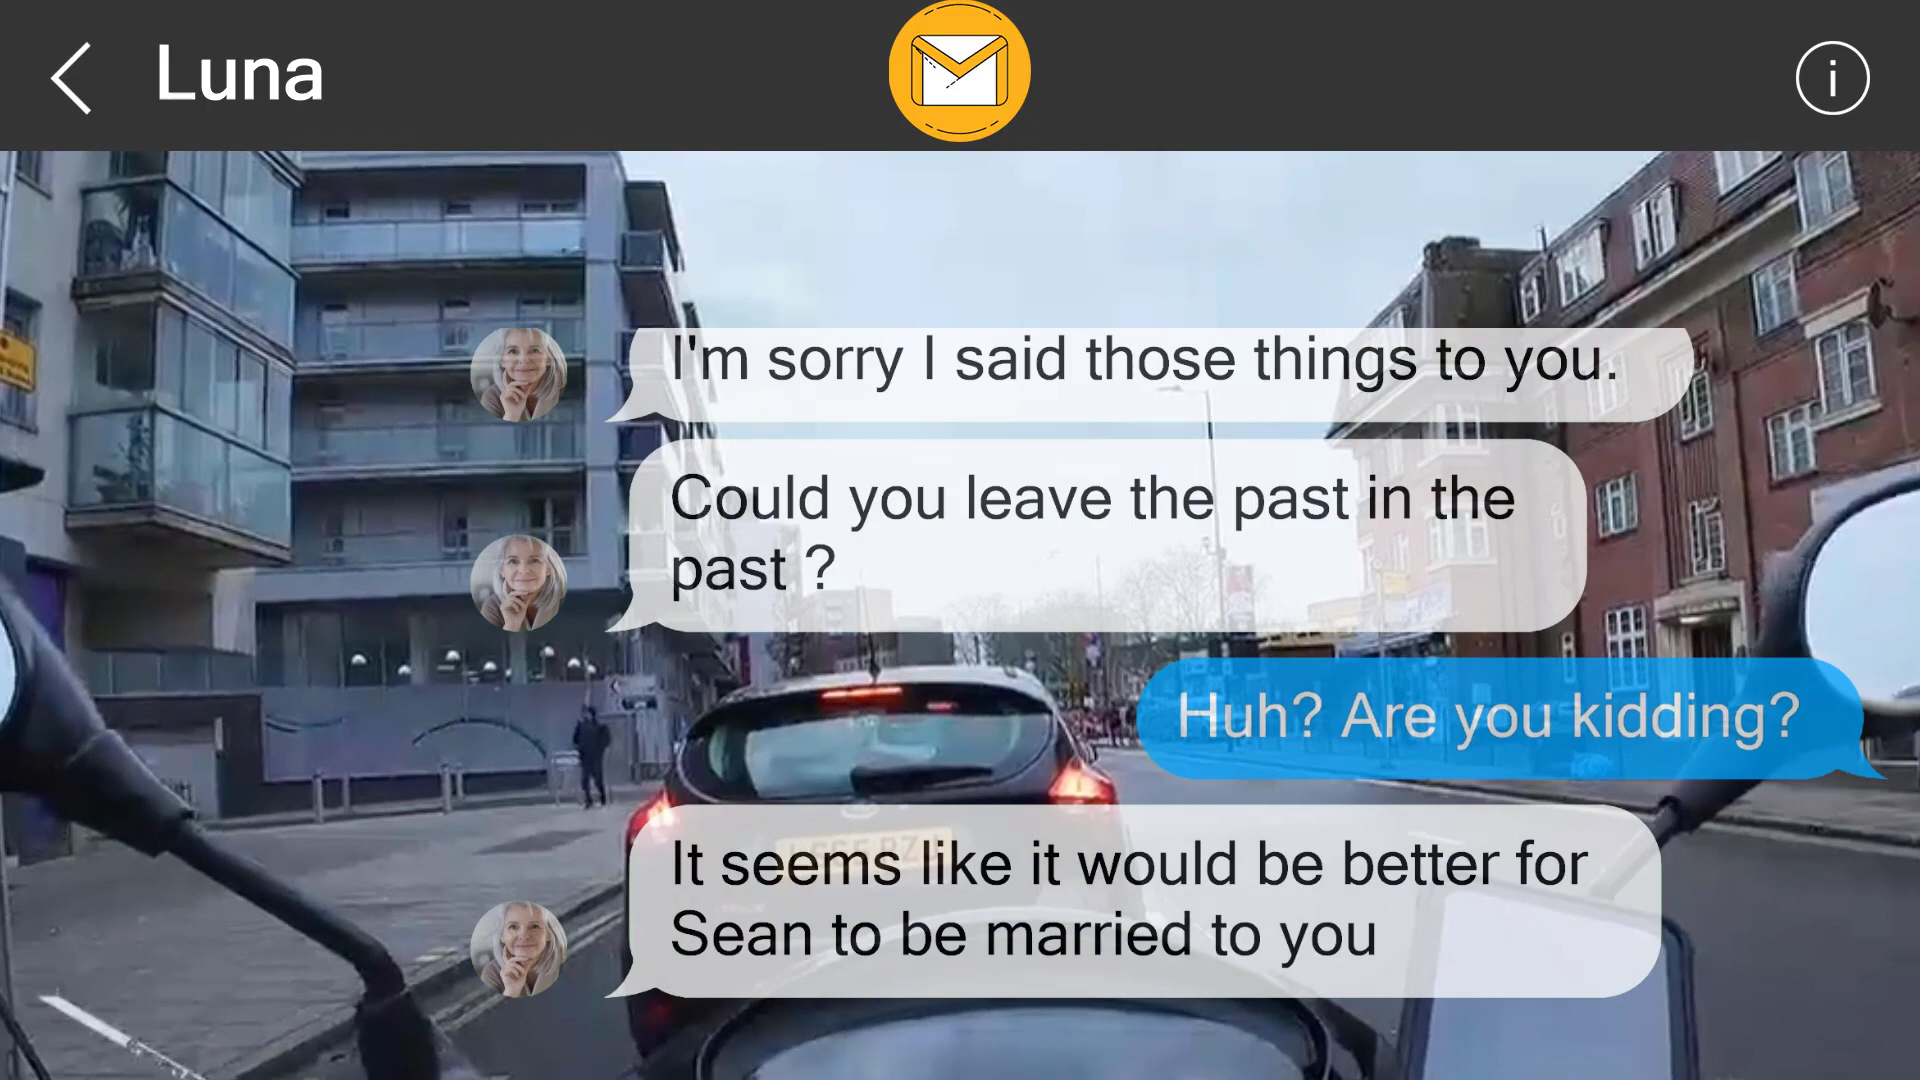 Luna
I'm sorry I said those things to you.
Could you leave the past in the
past ?
Huh? Are you kidding?
It seems like it would be better for
Sean to be married to you